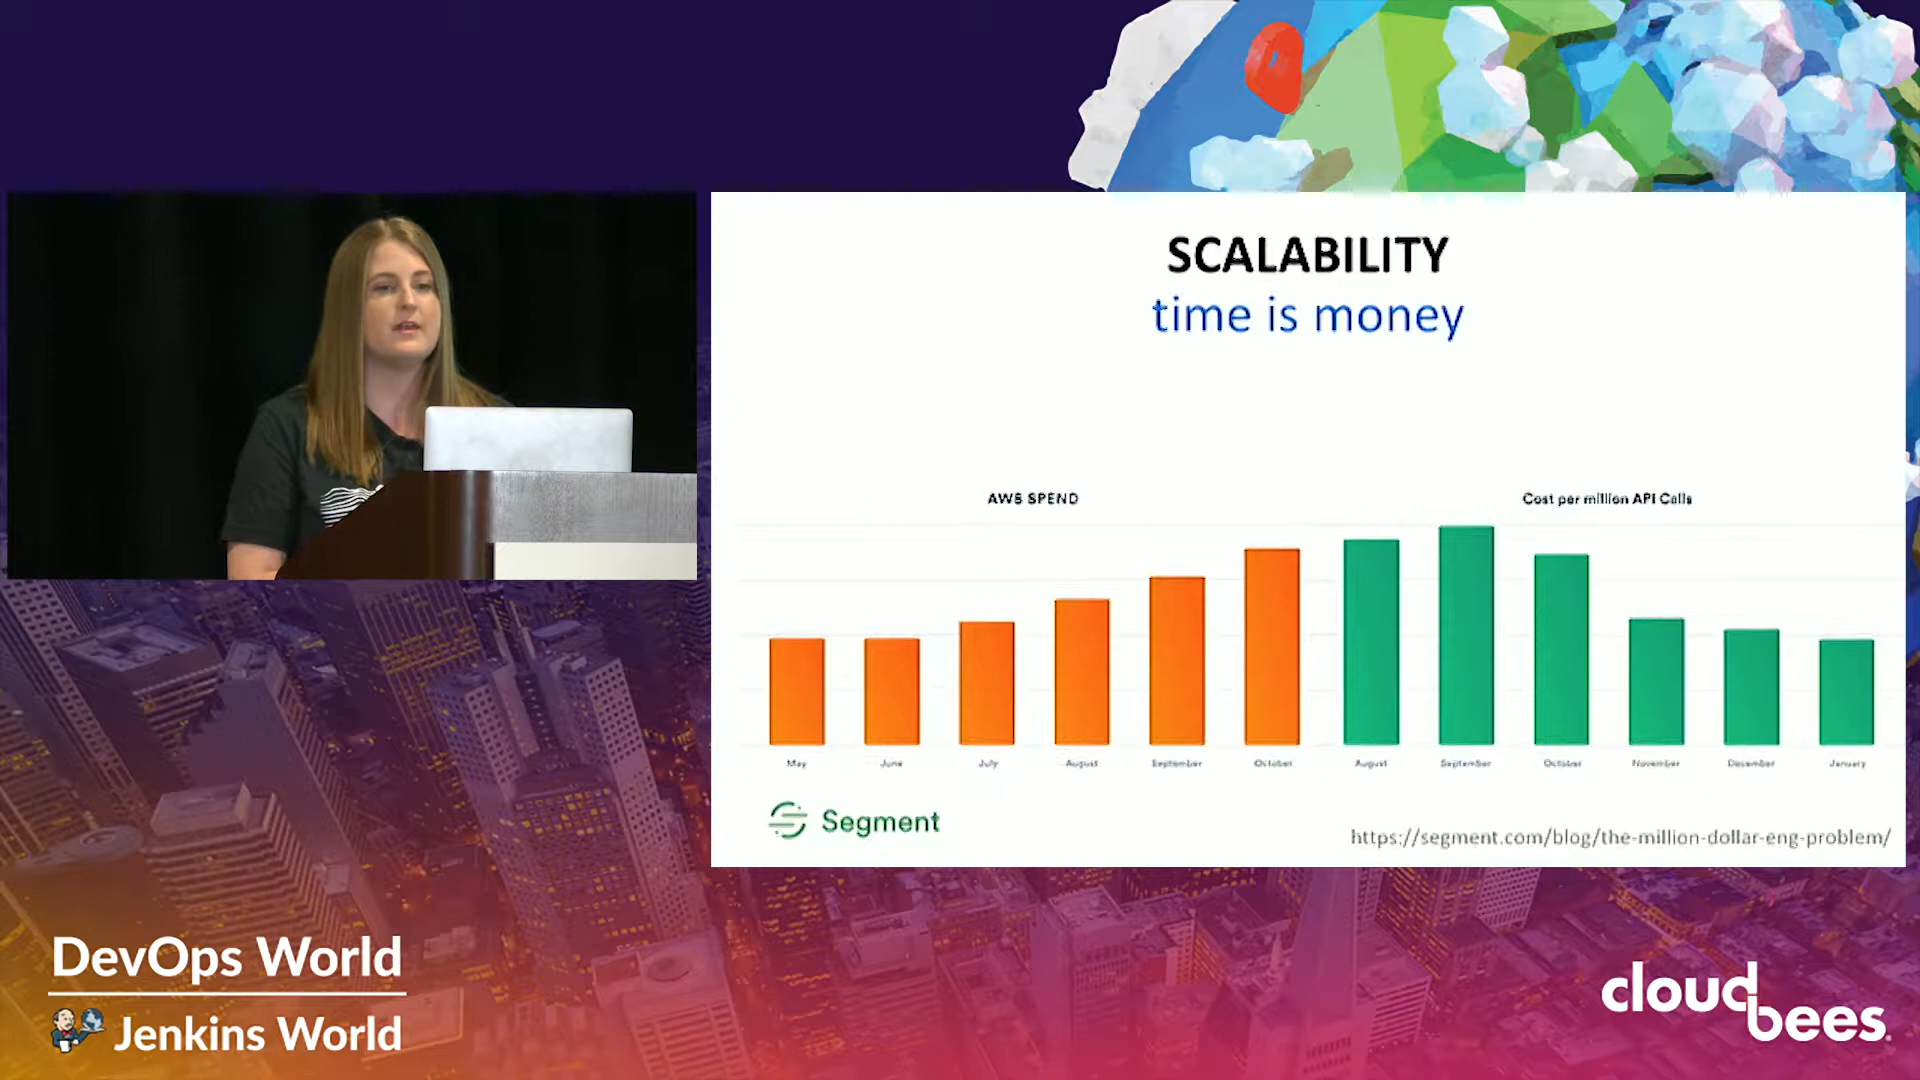 SCALABILITY
time is money
AWS SPEND
Cost per million API Calls
May June July August September October August September October November December January
Segment
https://segment.com/blog/the-million-dollar-eng-problem/
DevOps World
Jenkins World
cloudbees